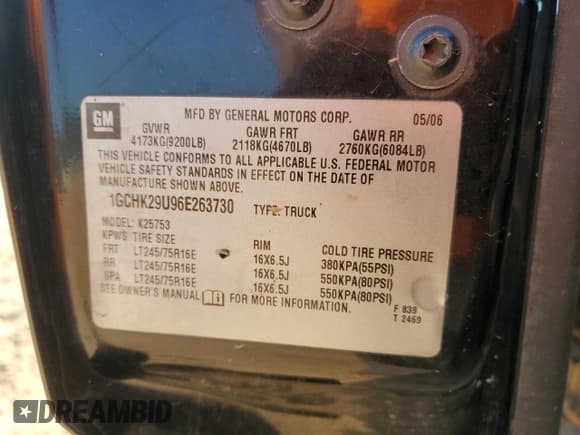 GM
MFD BY GENERAL MOTORS CORP. 05/06
GVWR GAWR FRT GAWR RR
4173KG(9200LB) 2118KG(4670LB) 2760KG(6084LB)
THIS VEHICLE CONFORMS TO ALL APPLICABLE U.S. FEDERAL MOTOR
VEHICLE SAFETY STANDARDS IN EFFECT ON THE DATE OF
MANUFACTURE SHOWN ABOVE.
1GCHK29U96E263730 TYPE: TRUCK
MODEL: K25753
KPWS: TIRE SIZE RIM COLD TIRE PRESSURE
FRT LT245/75R16E 16X6.5J 380KPA(55PSI)
RR LT245/75R16E 16X6.5J 550KPA(80PSI)
SPA LT245/75R16E 16X6.5J 550KPA(80PSI)
SEE OWNER'S MANUAL FOR MORE INFORMATION.
F 839
T 2469
DREAMBID